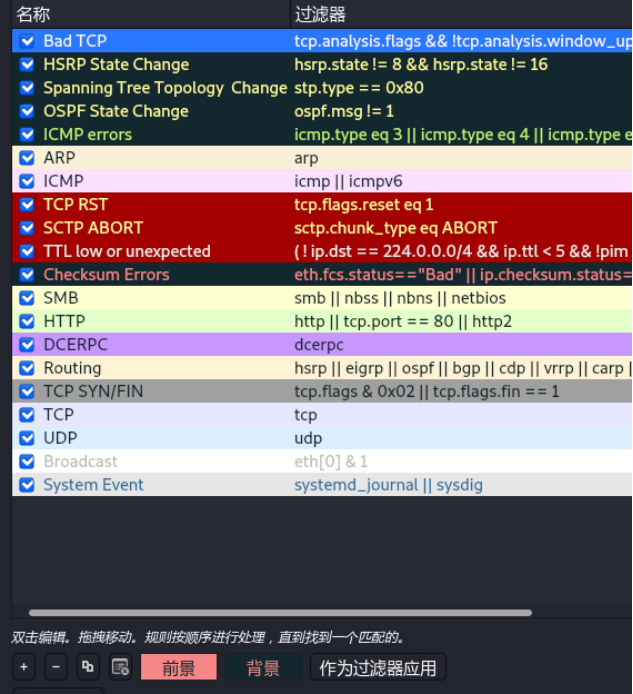 名称 过滤器
Bad TCP tcp.analysis.flags && !tcp.analysis.window_up
HSRP State Change hsrp.state != 8 && hsrp.state != 16
Spanning Tree Topology Change stp.type == 0x80
OSPF State Change ospf.msg != 1
ICMP errors icmp.type eq 3 || icmp.type eq 4 || icmp.type e
ARP arp
ICMP icmp || icmpv6
TCP RST tcp.flags.reset eq 1
SCTP ABORT sctp.chunk_type eq ABORT
TTL low or unexpected ( ! ip.dst == 224.0.0.0/4 && ip.ttl < 5 && !pim
Checksum Errors eth.fcs.status=="Bad" || ip.checksum.status=
SMB smb || nbss || nbns || netbios
HTTP http || tcp.port == 80 || http2
DCERPC dcerpc
Routing hsrp || eigrp || ospf || bgp || cdp || vrrp || carp |
TCP SYN/FIN tcp.flags & 0x02 || tcp.flags.fin == 1
TCP tcp
UDP udp
Broadcast eth[0] & 1
System Event systemd_journal || sysdig
双击编辑。拖拽移动。规则按顺序进行处理，直到找到一个匹配的。
+ − 前景 背景 作为过滤器应用